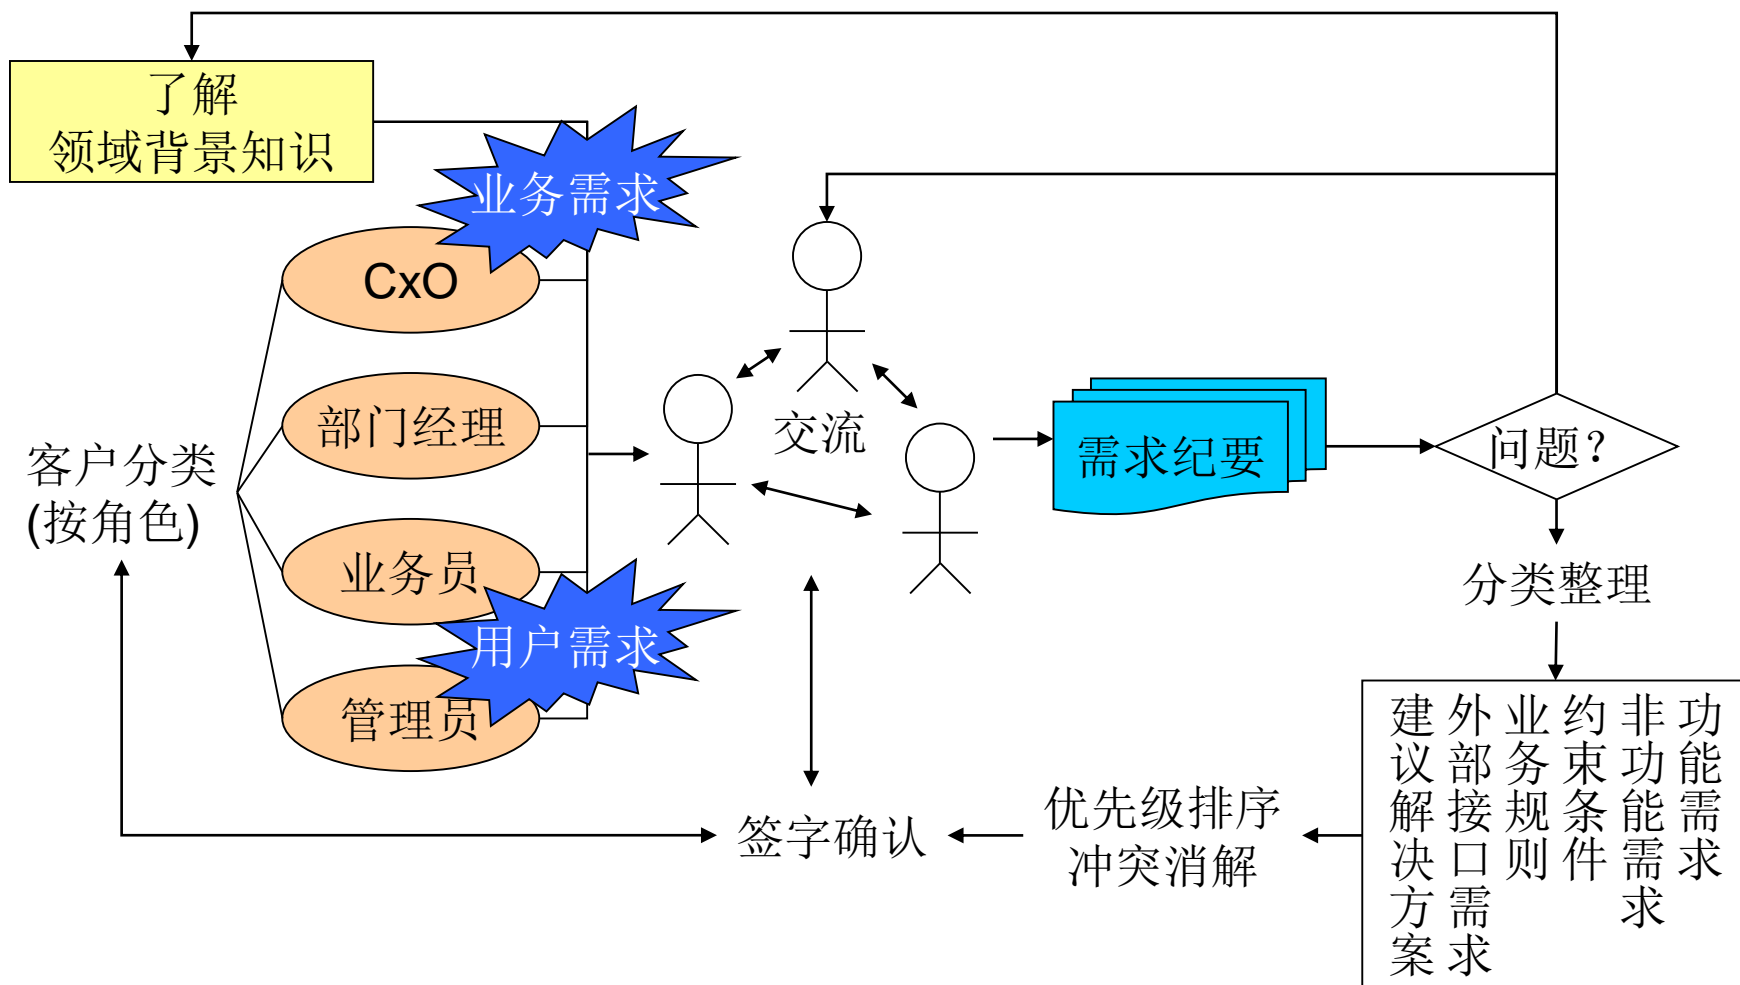 了解
领域背景知识
业务需求
CxO
部门经理
客户分类
(按角色)
业务员
用户需求
管理员
交流
需求纪要
问题?
分类整理
功能需求
非功能需求
约束条件
业务规则
外部接口需求
建议解决方案
优先级排序
冲突消解
签字确认